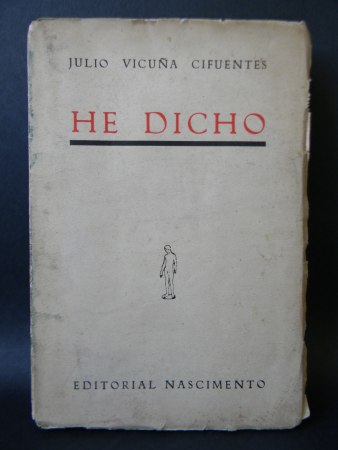 JULIO VICUÑA CIFUENTES
HE DICHO
EDITORIAL NASCIMENTO